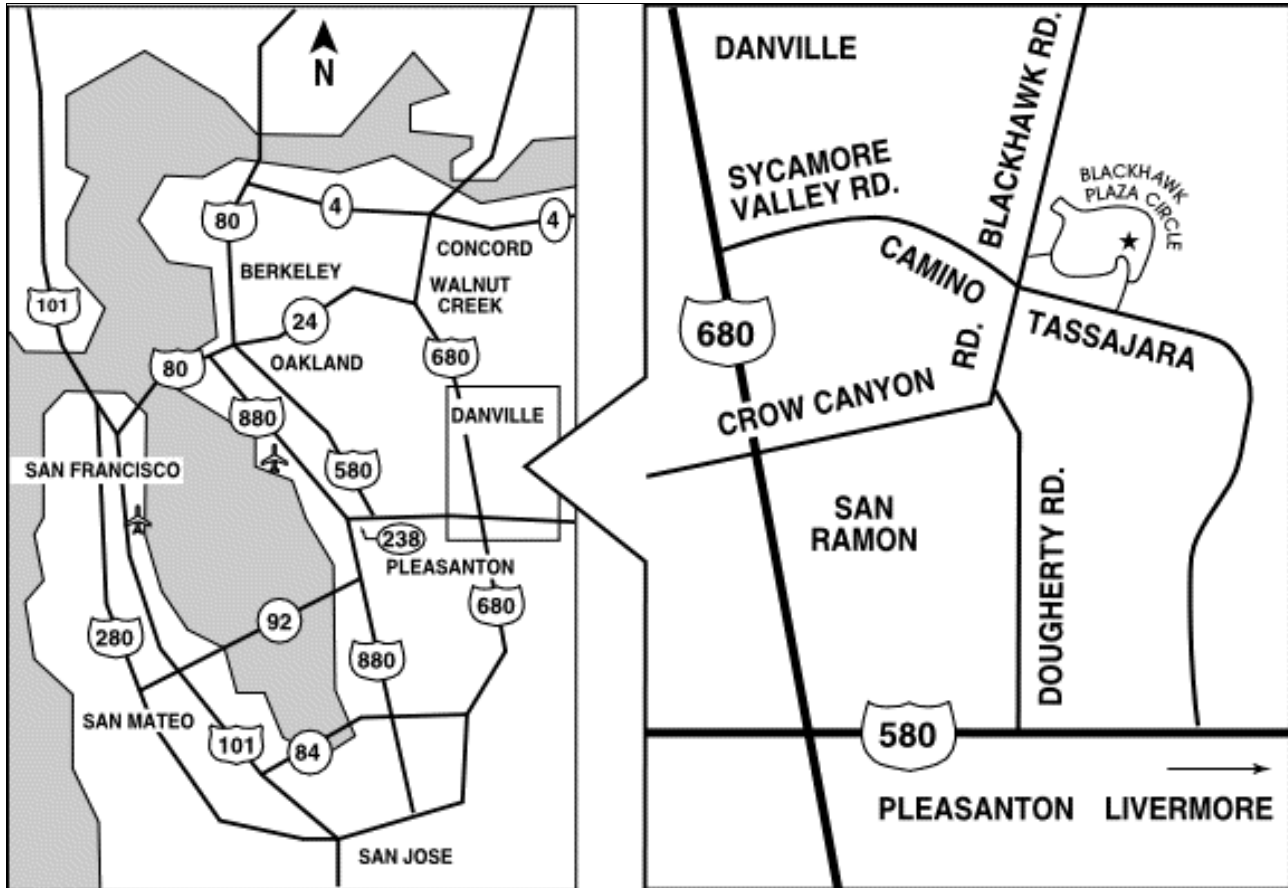 N
80
4
4
CONCORD
BERKELEY
WALNUT
CREEK
101
24
680
80
OAKLAND
880
DANVILLE
SAN FRANCISCO
580
238
PLEASANTON
680
92
280
880
SAN MATEO
101
84
SAN JOSE
DANVILLE
BLACKHAWK RD.
SYCAMORE
VALLEY RD.
BLACKHAWK
PLAZA CIRCLE
CAMINO
TASSAJARA
680
RD.
CROW CANYON
SAN
RAMON
DOUGHERTY RD.
580
PLEASANTON
LIVERMORE